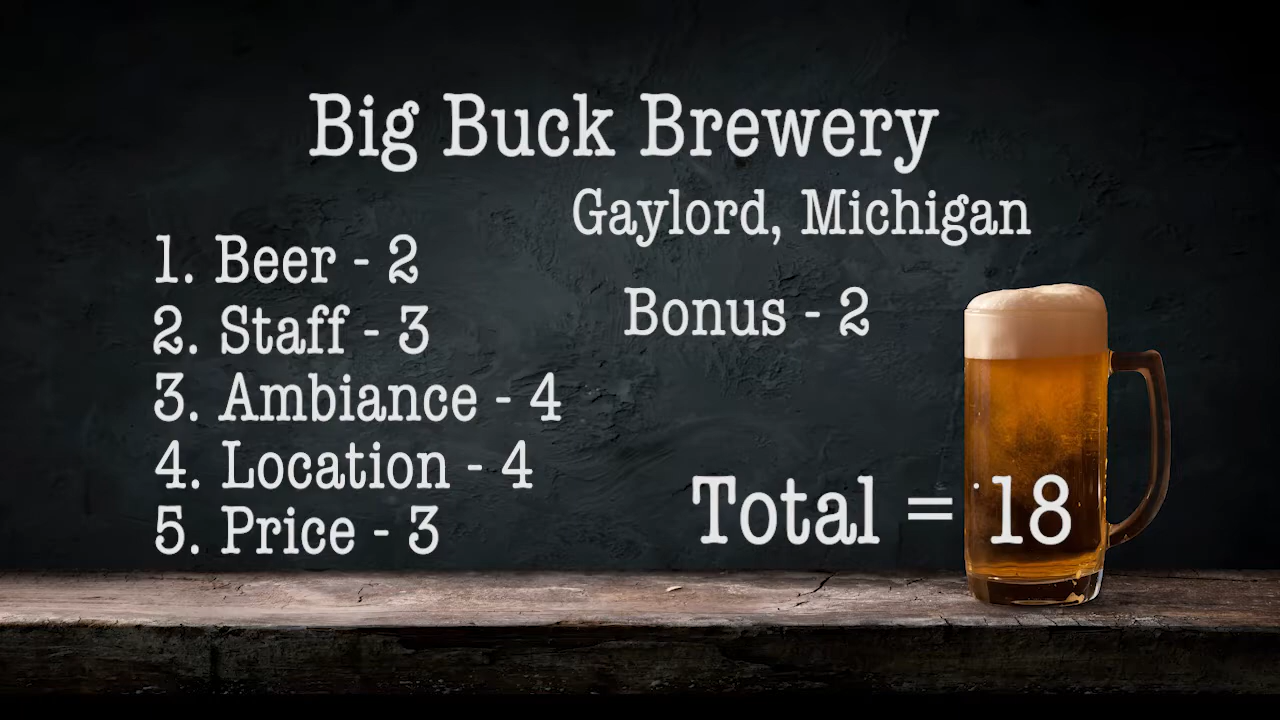 Big Buck Brewery
Gaylord, Michigan
1. Beer - 2
2. Staff - 3
3. Ambiance - 4
4. Location - 4
5. Price - 3
Bonus - 2
Total = 18